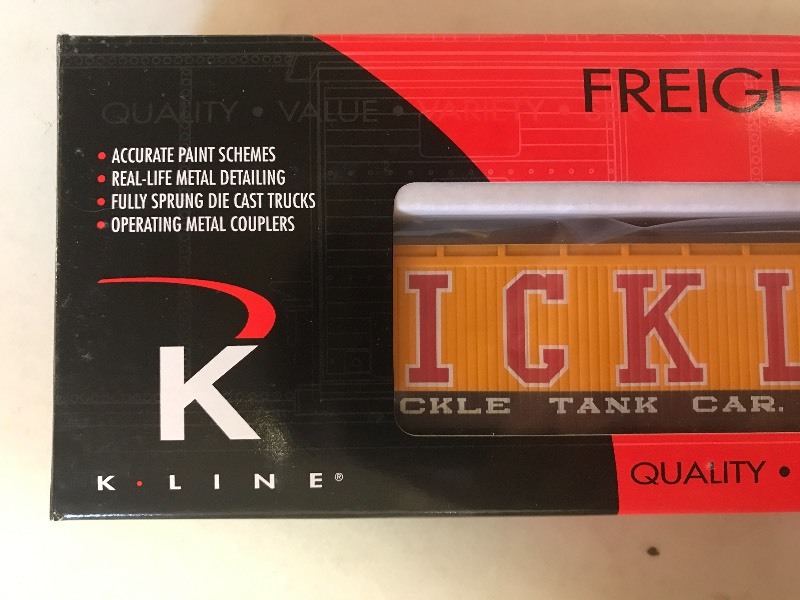 QUALITY • VALUE • VARIETY •
FREIGH
• ACCURATE PAINT SCHEMES
• REAL-LIFE METAL DETAILING
• FULLY SPRUNG DIE CAST TRUCKS
• OPERATING METAL COUPLERS
ICKL
CKLE TANK CAR.
K
K·LINE®
QUALITY •